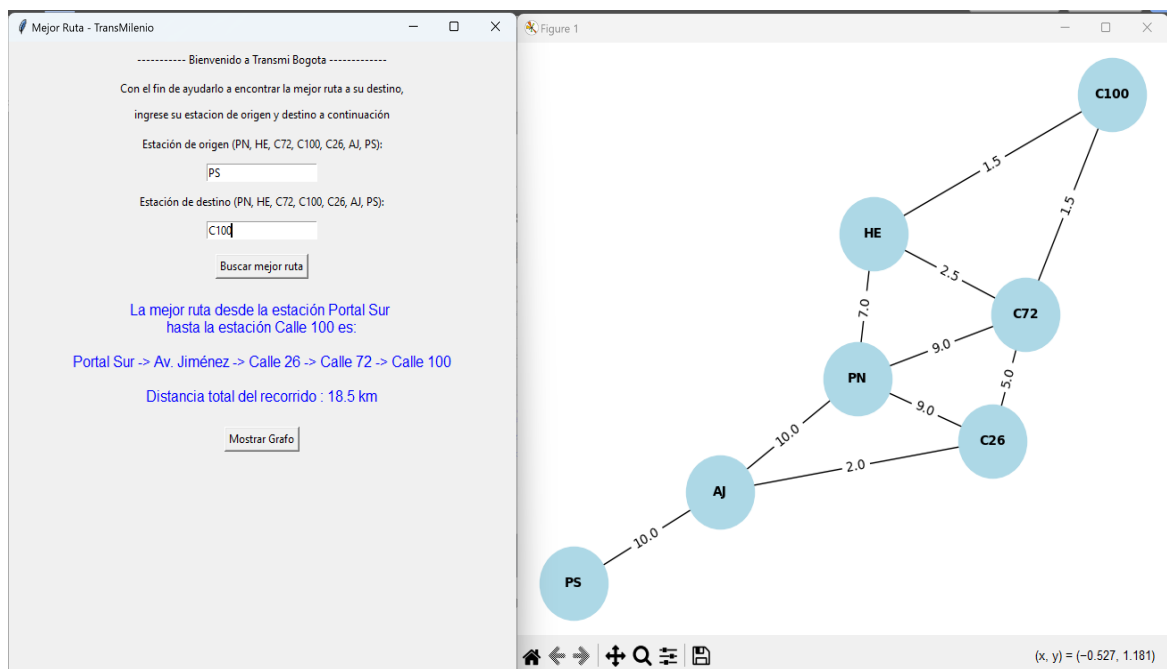 Mejor Ruta - TransMilenio
----------- Bienvenido a Transmi Bogota -------------
Con el fin de ayudarlo a encontrar la mejor ruta a su destino,
ingrese su estacion de origen y destino a continuación
Estación de origen (PN, HE, C72, C100, C26, AJ, PS):
PS
Estación de destino (PN, HE, C72, C100, C26, AJ, PS):
C100
Buscar mejor ruta
La mejor ruta desde la estación Portal Sur
hasta la estación Calle 100 es:
Portal Sur -> Av. Jiménez -> Calle 26 -> Calle 72 -> Calle 100
Distancia total del recorrido : 18.5 km
Mostrar Grafo
Figure 1
C100
1.5
1.5
HE
2.5
7.0
C72
9.0
PN
5.0
9.0
C26
10.0
2.0
AJ
10.0
PS
(x, y) = (−0.527, 1.181)